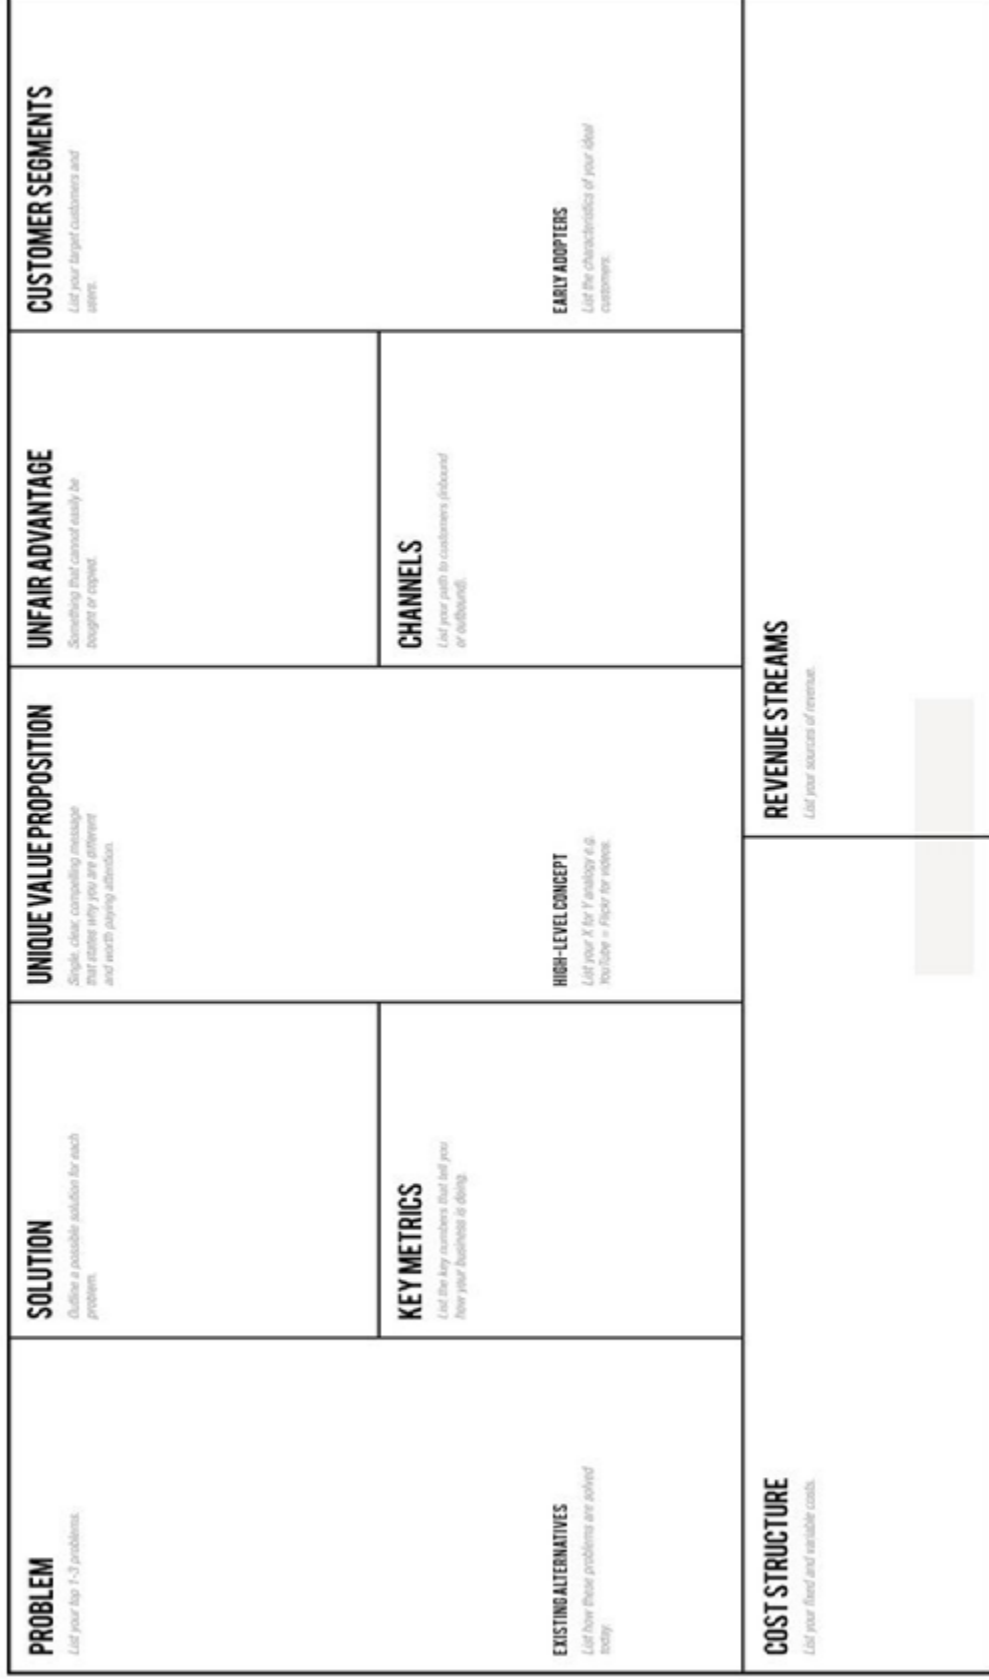 PROBLEM
List your top 1-3 problems.
EXISTING ALTERNATIVES
List how these problems are solved
today.
SOLUTION
Outline a possible solution for each
problem.
KEY METRICS
List the key numbers that tell you
how your business is doing.
UNIQUE VALUE PROPOSITION
Single, clear, compelling message
that states why you are different
and worth paying attention.
HIGH-LEVEL CONCEPT
List your X for Y analogy e.g.
YouTube = Flickr for videos.
UNFAIR ADVANTAGE
Something that cannot easily be
bought or copied.
CHANNELS
List your path to customers (inbound
or outbound).
CUSTOMER SEGMENTS
List your target customers and
users.
EARLY ADOPTERS
List the characteristics of your ideal
customers.
COST STRUCTURE
List your fixed and variable costs.
REVENUE STREAMS
List your sources of revenue.